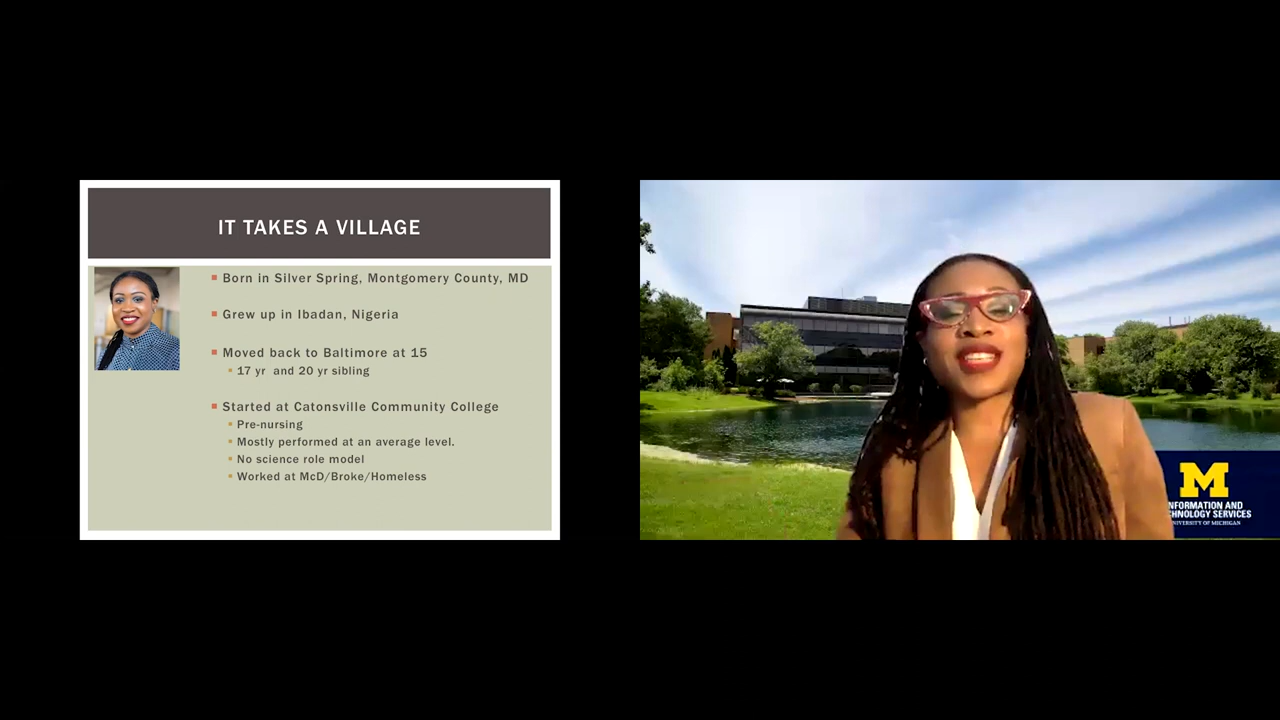 IT TAKES A VILLAGE
Born in Silver Spring, Montgomery County, MD
Grew up in Ibadan, Nigeria
Moved back to Baltimore at 15
17 yr and 20 yr sibling
Started at Catonsville Community College
Pre-nursing
Mostly performed at an average level.
No science role model
Worked at McD/Broke/Homeless
M
NFORMATION AND
CHNOLOGY SERVICES
NIVERSITY OF MICHIGAN